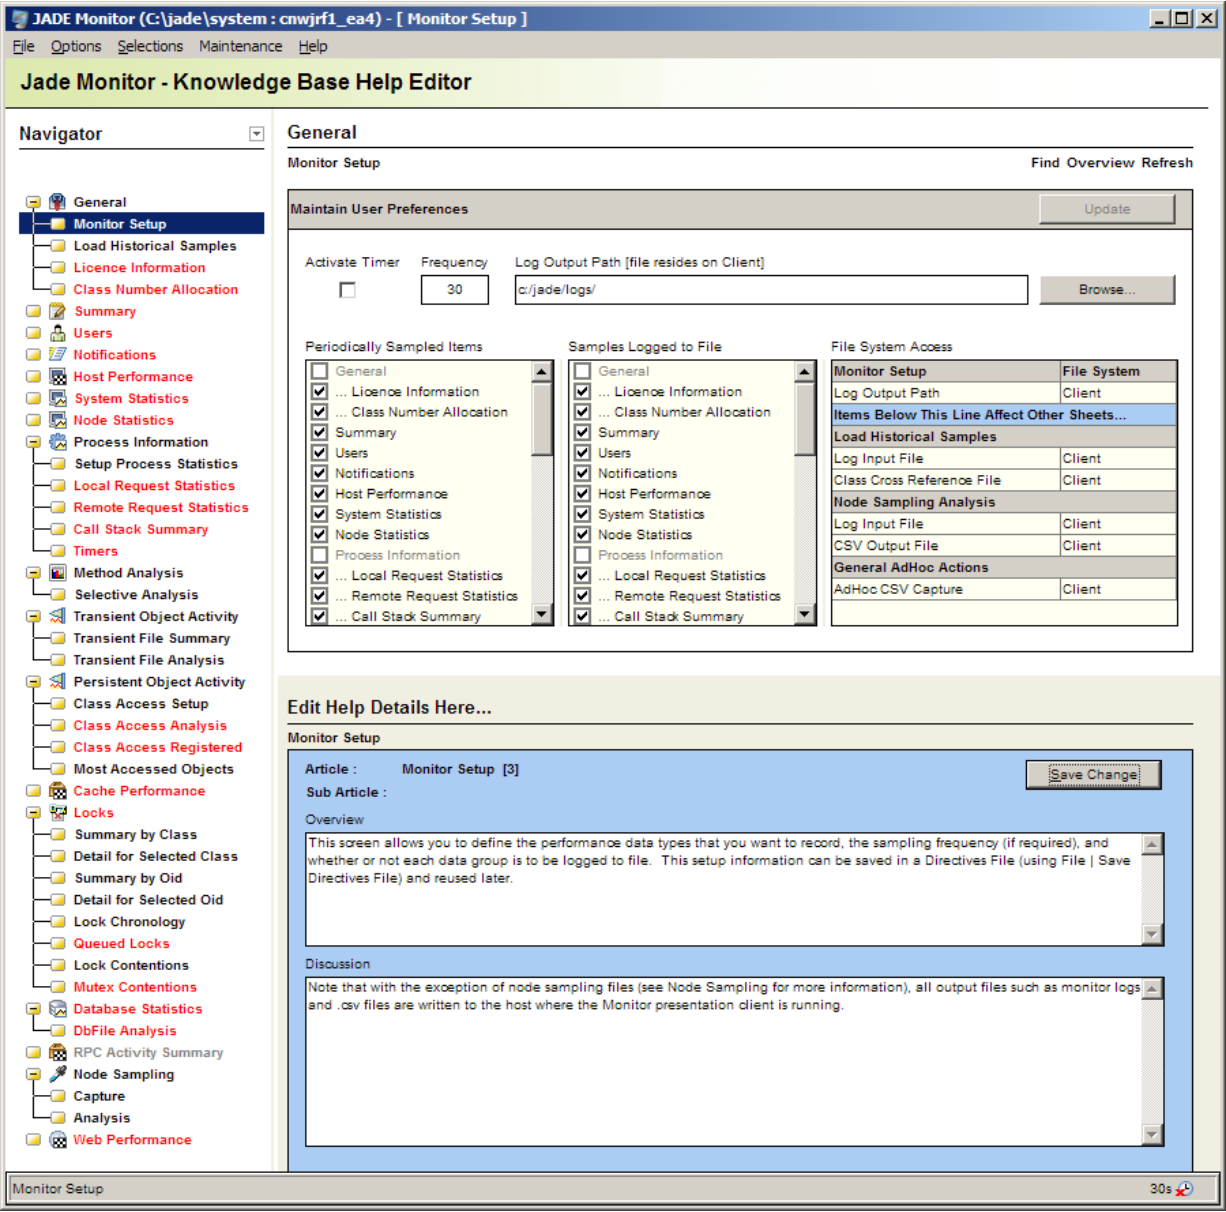 JADE Monitor (C:\jade\system : cnwjrf1_ea4) - [ Monitor Setup ]
File Options Selections Maintenance Help
Jade Monitor - Knowledge Base Help Editor
Navigator
General
Monitor Setup
Load Historical Samples
Licence Information
Class Number Allocation
Summary
Users
Notifications
Host Performance
System Statistics
Node Statistics
Process Information
Setup Process Statistics
Local Request Statistics
Remote Request Statistics
Call Stack Summary
Timers
Method Analysis
Selective Analysis
Transient Object Activity
Transient File Summary
Transient File Analysis
Persistent Object Activity
Class Access Setup
Class Access Analysis
Class Access Registered
Most Accessed Objects
Cache Performance
Locks
Summary by Class
Detail for Selected Class
Summary by Oid
Detail for Selected Oid
Lock Chronology
Queued Locks
Lock Contentions
Mutex Contentions
Database Statistics
DbFile Analysis
RPC Activity Summary
Node Sampling
Capture
Analysis
Web Performance
General
Monitor Setup
Find Overview Refresh
Maintain User Preferences
Update
Activate Timer Frequency Log Output Path [file resides on Client]
30 c:/jade/logs/ Browse...
Periodically Sampled Items
General
... Licence Information
... Class Number Allocation
Summary
Users
Notifications
Host Performance
System Statistics
Node Statistics
Process Information
... Local Request Statistics
... Remote Request Statistics
... Call Stack Summary
Samples Logged to File
General
... Licence Information
... Class Number Allocation
Summary
Users
Notifications
Host Performance
System Statistics
Node Statistics
Process Information
... Local Request Statistics
... Remote Request Statistics
... Call Stack Summary
File System Access
Monitor Setup File System
Log Output Path Client
Items Below This Line Affect Other Sheets...
Load Historical Samples
Log Input File Client
Class Cross Reference File Client
Node Sampling Analysis
Log Input File Client
CSV Output File Client
General AdHoc Actions
AdHoc CSV Capture Client
Edit Help Details Here...
Monitor Setup
Article : Monitor Setup [3]
Save Change
Sub Article :
Overview
This screen allows you to define the performance data types that you want to record, the sampling frequency (if required), and
whether or not each data group is to be logged to file. This setup information can be saved in a Directives File (using File | Save
Directives File) and reused later.
Discussion
Note that with the exception of node sampling files (see Node Sampling for more information), all output files such as monitor logs
and .csv files are written to the host where the Monitor presentation client is running.
Monitor Setup
30s